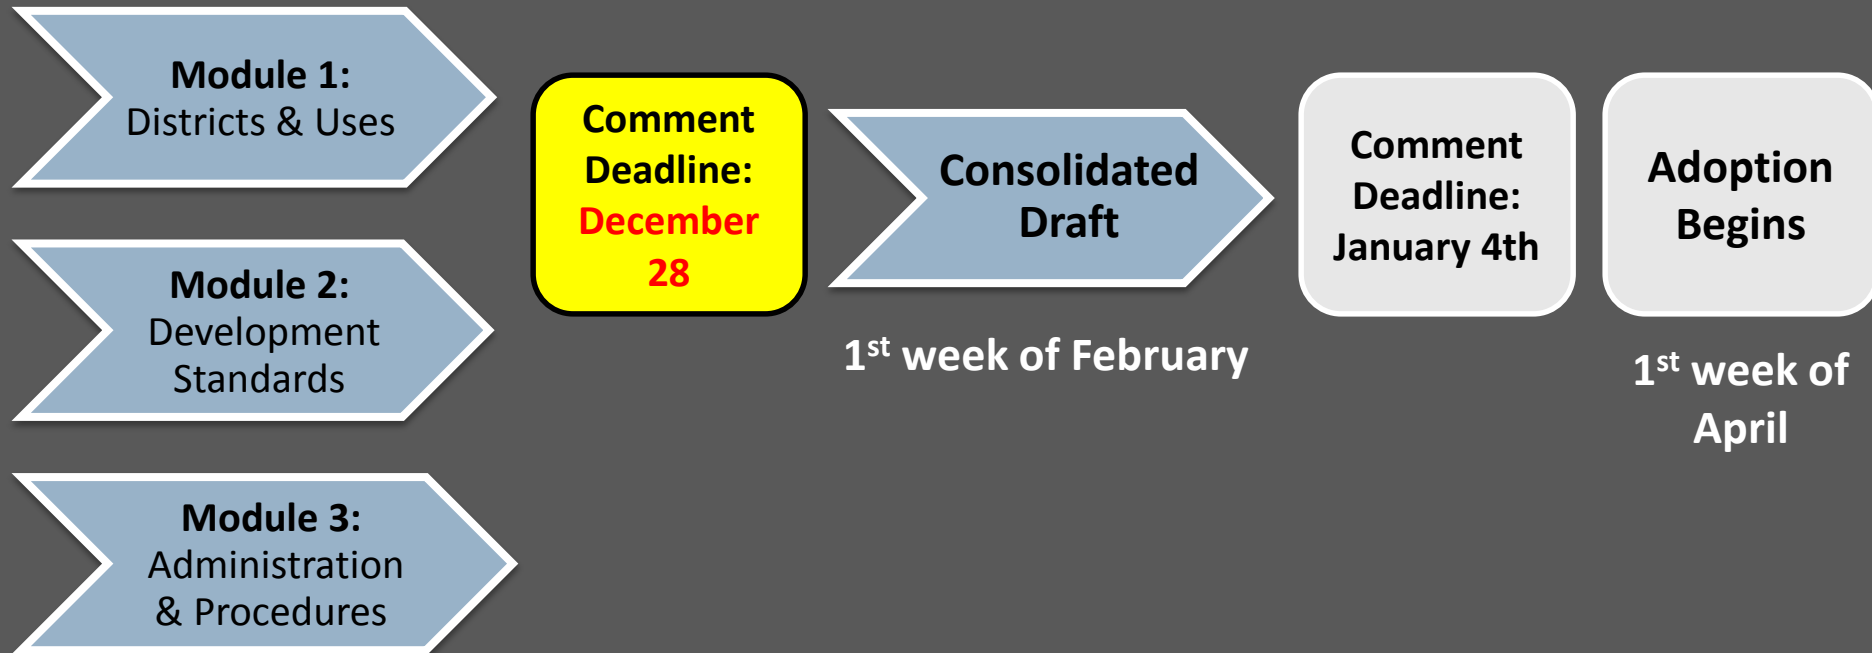 Module 1:
Districts & Uses
Module 2:
Development
Standards
Module 3:
Administration
& Procedures
Comment
Deadline:
December
28
Consolidated
Draft
1st week of February
Comment
Deadline:
January 4th
Adoption
Begins
1st week of
April